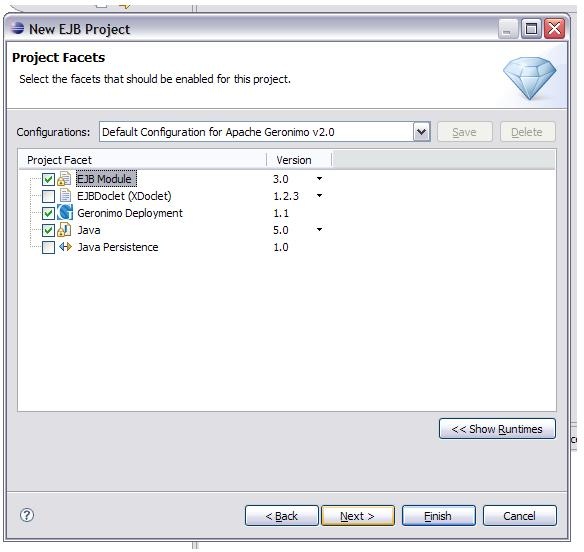 New EJB Project
Project Facets
Select the facets that should be enabled for this project.
Configurations: Default Configuration for Apache Geronimo v2.0 Save Delete
Project Facet Version
EJB Module 3.0
EJBDoclet (XDoclet) 1.2.3
Geronimo Deployment 1.1
Java 5.0
Java Persistence 1.0
<< Show Runtimes
? < Back Next > Finish Cancel